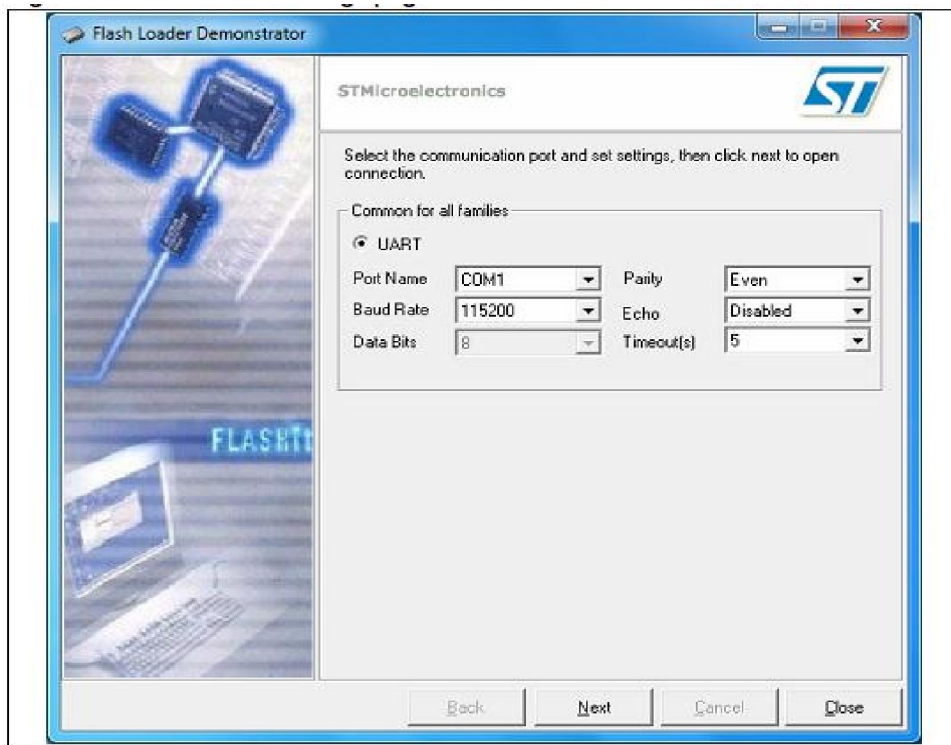 Flash Loader Demonstrator
STMicroelectronics
ST
Select the communication port and set settings, then click next to open
connection.
Common for all families
UART
Port Name COM1 Parity Even
Baud Rate 115200 Echo Disabled
Data Bits 8 Timeout(s) 5
FLASH
Back Next Cancel Close